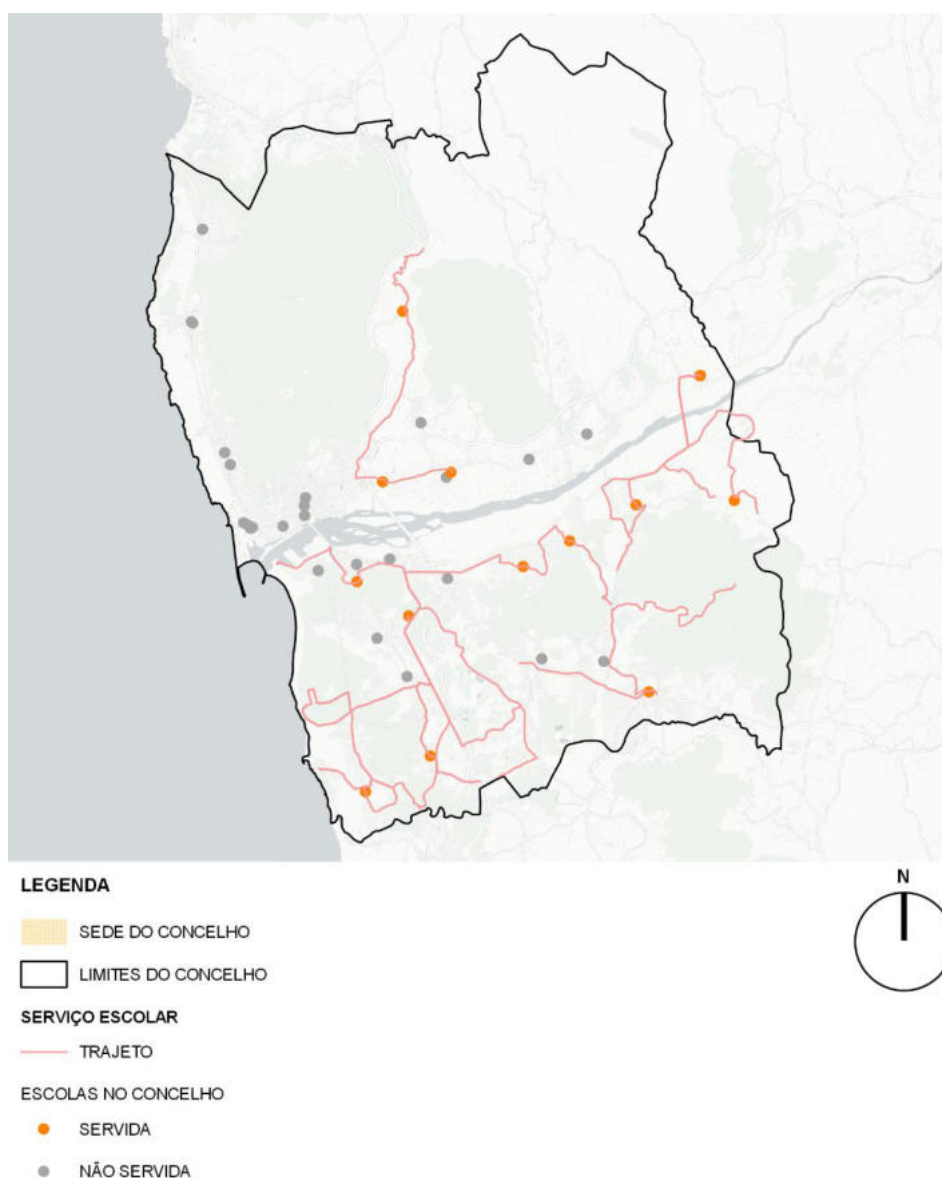 LEGENDA
N
SEDE DO CONCELHO
LIMITES DO CONCELHO
SERVIÇO ESCOLAR
TRAJETO
ESCOLAS NO CONCELHO
SERVIDA
NÃO SERVIDA